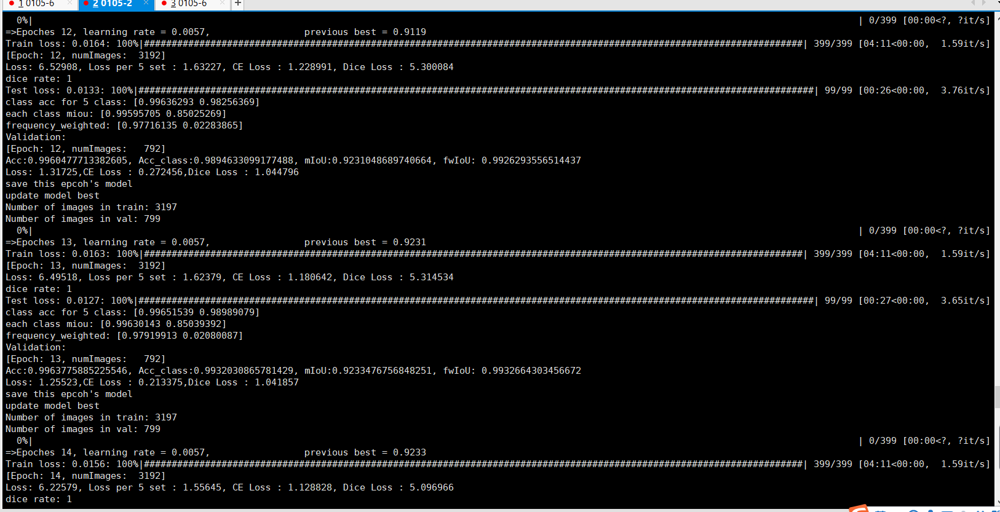 1 0105-6 × 2 0105-2 × 3 0105-6 × +
0%| | 0/399 [00:00<?, ?it/s]
=>Epoches 12, learning rate = 0.0057, previous best = 0.9119
Train loss: 0.0164: 100%|#######################################################################################################################| 399/399 [04:11<00:00, 1.59it/s]
[Epoch: 12, numImages: 3192]
Loss: 6.52908, Loss per 5 set : 1.63227, CE Loss : 1.228991, Dice Loss : 5.300084
dice rate: 1
Test loss: 0.0133: 100%|##########################################################################################################################| 99/99 [00:26<00:00, 3.76it/s]
class acc for 5 class: [0.99636293 0.98256369]
each class miou: [0.99595705 0.85025269]
frequency_weighted: [0.97716135 0.02283865]
Validation:
[Epoch: 12, numImages: 792]
Acc:0.9960477713382605, Acc_class:0.9894633099177488, mIoU:0.9231048689740664, fwIoU: 0.9926293556514437
Loss: 1.31725,CE Loss : 0.272456,Dice Loss : 1.044796
save this epcoh's model
update model best
Number of images in train: 3197
Number of images in val: 799
0%| | 0/399 [00:00<?, ?it/s]
=>Epoches 13, learning rate = 0.0057, previous best = 0.9231
Train loss: 0.0163: 100%|#######################################################################################################################| 399/399 [04:11<00:00, 1.59it/s]
[Epoch: 13, numImages: 3192]
Loss: 6.49518, Loss per 5 set : 1.62379, CE Loss : 1.180642, Dice Loss : 5.314534
dice rate: 1
Test loss: 0.0127: 100%|##########################################################################################################################| 99/99 [00:27<00:00, 3.65it/s]
class acc for 5 class: [0.99651539 0.98989079]
each class miou: [0.99630143 0.85039392]
frequency_weighted: [0.97919913 0.02080087]
Validation:
[Epoch: 13, numImages: 792]
Acc:0.9963775885225546, Acc_class:0.9932030865781429, mIoU:0.9233476756848251, fwIoU: 0.9932664303456672
Loss: 1.25523,CE Loss : 0.213375,Dice Loss : 1.041857
save this epcoh's model
update model best
Number of images in train: 3197
Number of images in val: 799
0%| | 0/399 [00:00<?, ?it/s]
=>Epoches 14, learning rate = 0.0057, previous best = 0.9233
Train loss: 0.0156: 100%|#######################################################################################################################| 399/399 [04:11<00:00, 1.59it/s]
[Epoch: 14, numImages: 3192]
Loss: 6.22579, Loss per 5 set : 1.55645, CE Loss : 1.128828, Dice Loss : 5.096966
dice rate: 1